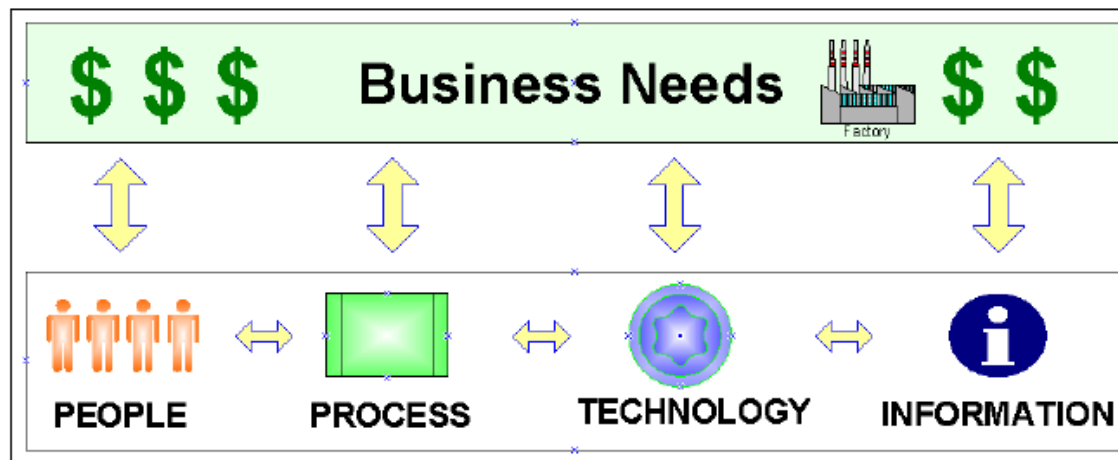 $ $ $ Business Needs $ $
Factory
PEOPLE PROCESS TECHNOLOGY INFORMATION